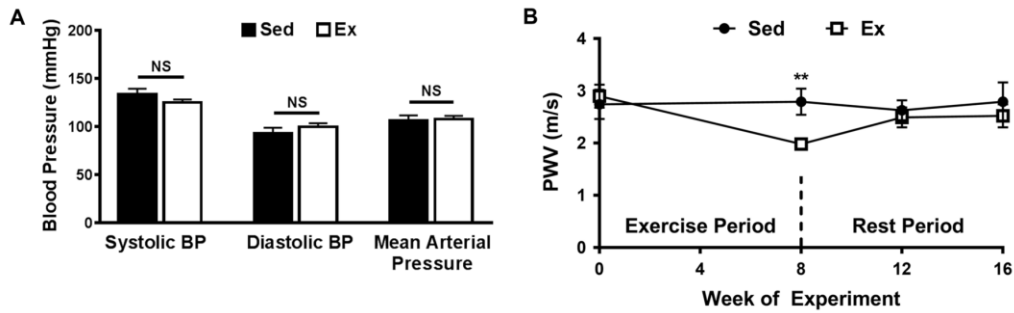 A
Blood Pressure (mmHg)
200
150
100
50
0
Sed Ex
NS
NS
NS
Systolic BP
Diastolic BP
Mean Arterial
Pressure
B
PWV (m/s)
4
3
2
1
0
Sed Ex
**
Exercise Period
Rest Period
0 4 8 12 16
Week of Experiment